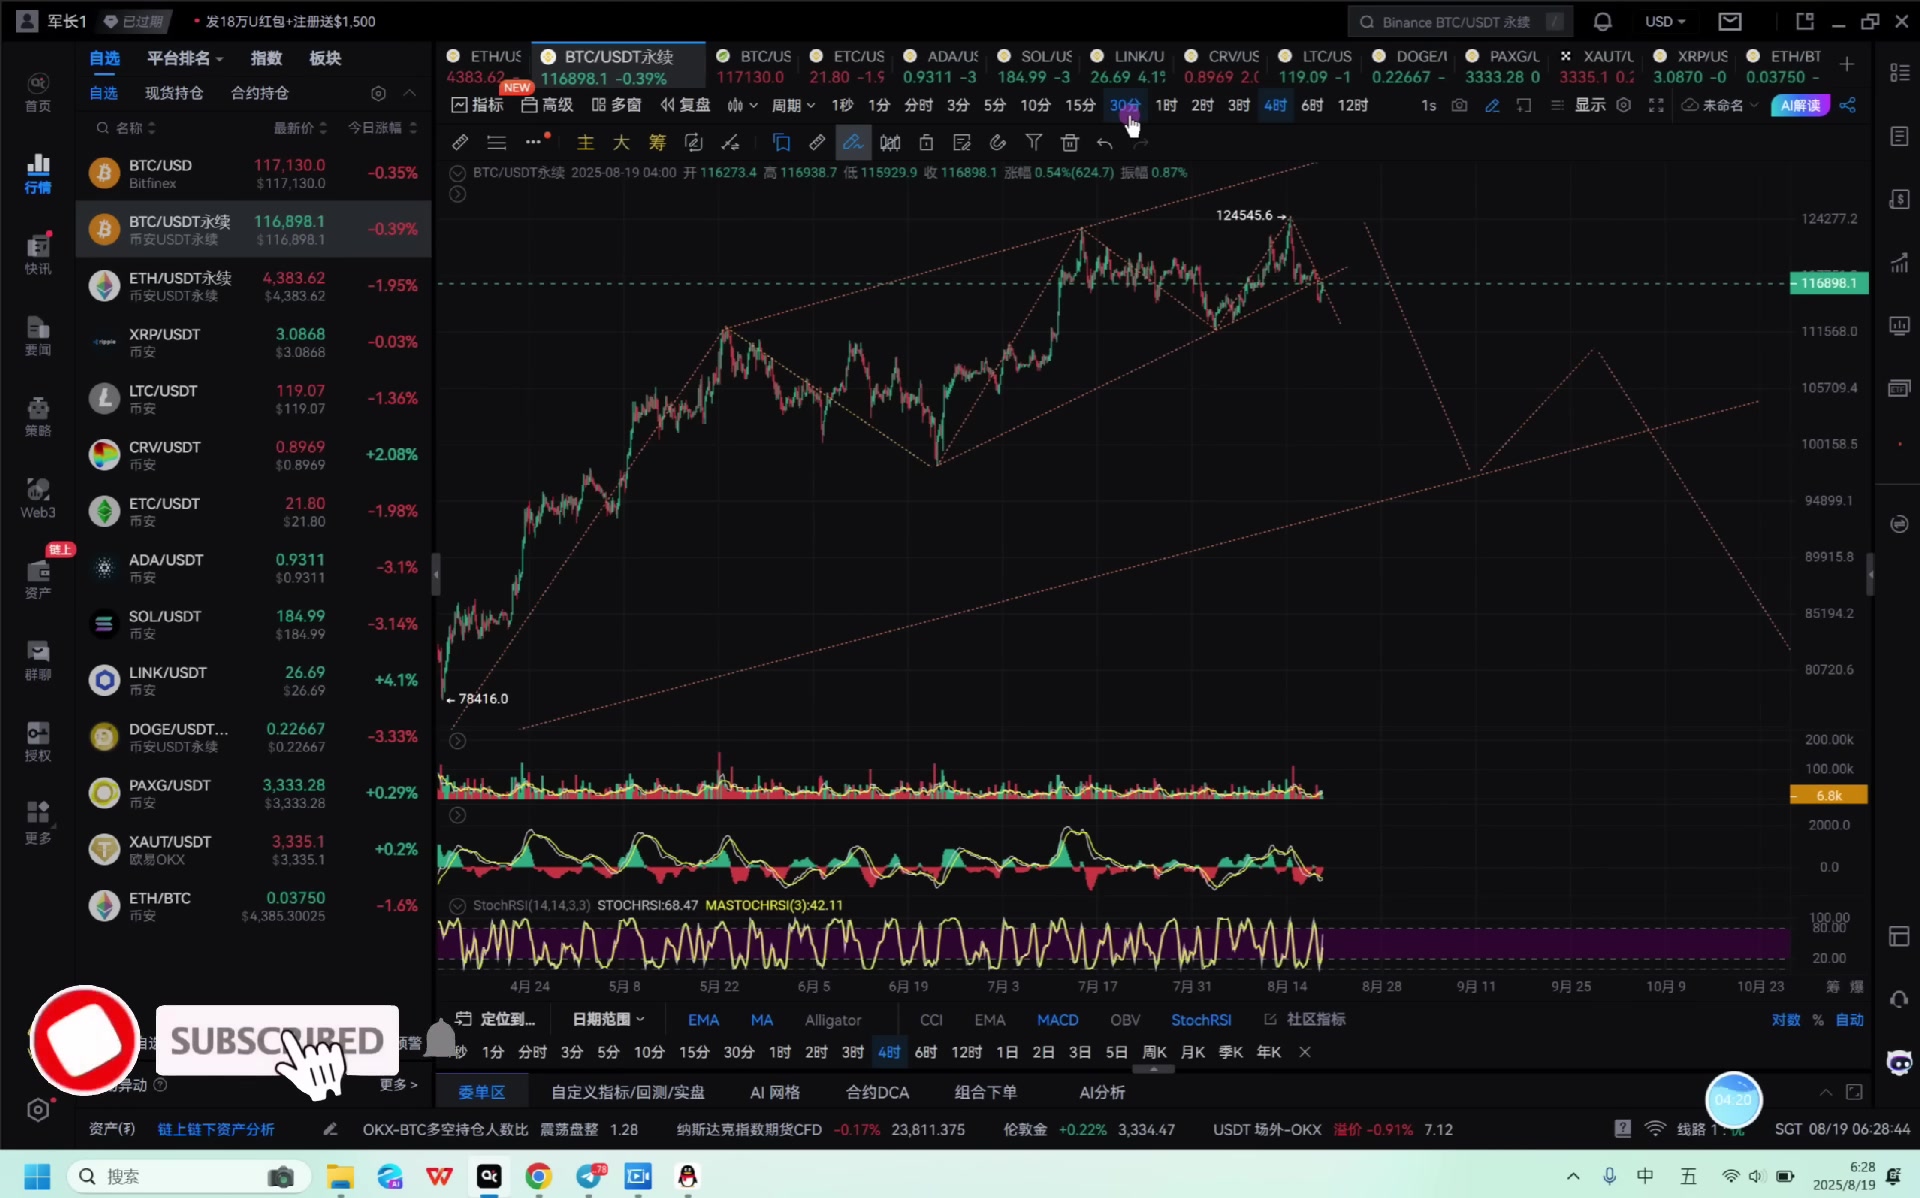 军长1 已过期 • 发18万U红包+注册送$1,500
Binance BTC/USDT 永续 /
USD
自选 平台排名 指数 板块
自选 现货持仓 合约持仓
名称 最新价 今日涨幅
首页
行情
快讯
要闻
策略
Web3
链上
资产
群聊
授权
更多
BTC/USD 117,130.0 -0.35%
Bitfinex $117,130.0
BTC/USDT永续 116,898.1 -0.39%
币安USDT永续 $116,898.1
ETH/USDT永续 4,383.62 -1.95%
币安USDT永续 $4,383.62
XRP/USDT 3.0868 -0.03%
币安 $3.0868
LTC/USDT 119.07 -1.36%
币安 $119.07
CRV/USDT 0.8969 +2.08%
币安 $0.8969
ETC/USDT 21.80 -1.98%
币安 $21.80
ADA/USDT 0.9311 -3.1%
币安 $0.9311
SOL/USDT 184.99 -3.14%
币安 $184.99
LINK/USDT 26.69 +4.1%
币安 $26.69
DOGE/USDT... 0.22667 -3.33%
币安USDT永续 $0.22667
PAXG/USDT 3,333.28 +0.29%
币安 $3,333.28
XAUT/USDT 3,335.1 +0.2%
欧易OKX $3,335.1
ETH/BTC 0.03750 -1.6%
币安 $4,385.30025
ETH/US BTC/USDT永续 BTC/US ETC/US ADA/US SOL/US LINK/U CRV/US LTC/US DOGE/ PAXG/U XAUT/U XRP/US ETH/BT
4383.62 - 116898.1 -0.39% 117130.0 21.80 -1.9 0.9311 -3 184.99 -3 26.69 4.1% 0.8969 2.0 119.09 -1 0.22667 - 3333.28 0 3335.1 0.2 3.0870 -0 0.03750 -
NEW
指标 高级 多窗 复盘 周期 1秒 1分 分时 3分 5分 10分 15分 30分 1时 2时 3时 4时 6时 12时 1s 显示 未命名 AI解读
主 大 筹
BTC/USDT永续 2025-08-19 04:00 开 116273.4 高 116938.7 低 115929.9 收 116898.1 涨幅 0.54%(624.7) 振幅 0.87%
124545.6
78416.0
124277.2
116898.1
111568.0
105709.4
100158.5
94899.1
89915.8
85194.2
80720.6
200.00k
100.00k
6.8k
2000.0
0.0
StochRSI(14,14,3,3) STOCHRSI:68.47 MASTOCHRSI(3):42.11
100.00
80.00
20.00
4月 24 5月 8 5月 22 6月 5 6月 19 7月 3 7月 17 7月 31 8月 14 8月 28 9月 11 9月 25 10月 9 10月 23 筹 爆
定位到... 日期范围 EMA MA Alligator CCI EMA MACD OBV StochRSI 社区指标 对数 % 自动
秒 1分 分时 3分 5分 10分 15分 30分 1时 2时 3时 4时 6时 12时 1日 2日 3日 5日 周K 月K 季K 年K
SUBSCRIBED
预警
异动 更多 >
委单区 自定义指标/回测/实盘 AI 网格 合约DCA 组合下单 AI分析
04:20
资产(₮) 链上链下资产分析 OKX-BTC多空持仓人数比 震荡盘整 1.28 纳斯达克指数期货CFD -0.17% 23,811.375 伦敦金 +0.22% 3,334.47 USDT 场外-OKX 溢价 -0.91% 7.12 线路 1 SGT 08/19 06:28:44
搜索
78
中 五
6:28
2025/8/19